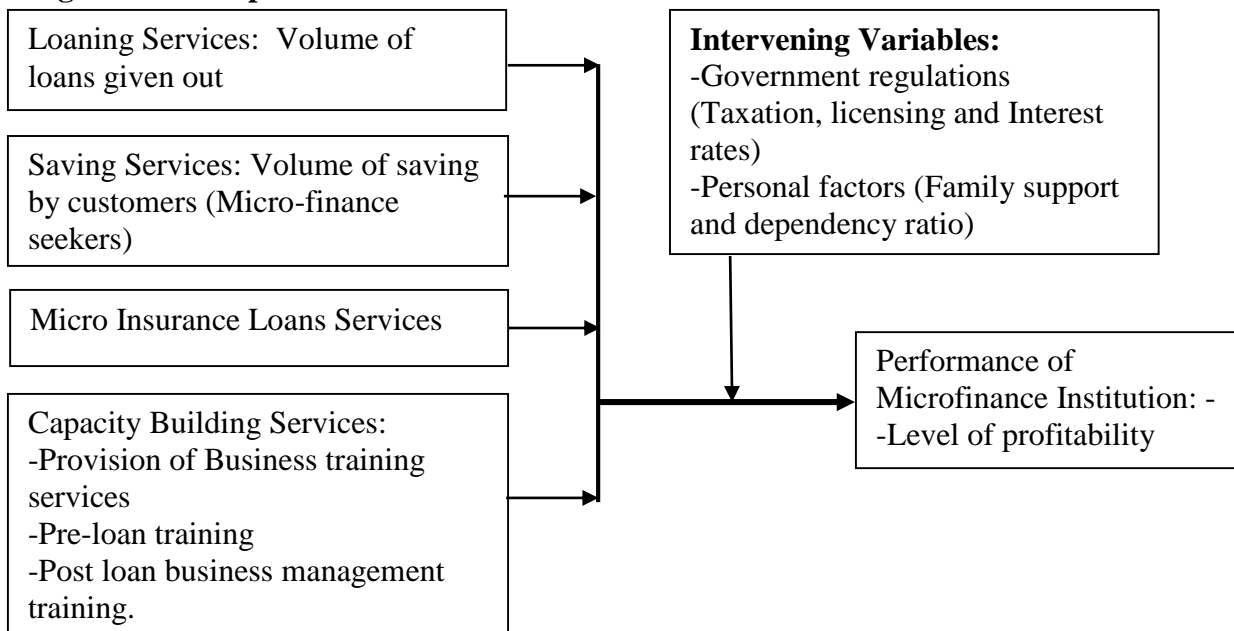 Loaning Services:  Volume of
loans given out
Saving Services: Volume of saving
by customers (Micro-finance
seekers)
Micro Insurance Loans Services
Capacity Building Services:
-Provision of Business training
services
-Pre-loan training
-Post loan business management
training.
Intervening Variables:
-Government regulations
(Taxation, licensing and Interest
rates)
-Personal factors (Family support
and dependency ratio)
Performance of
Microfinance Institution: -
-Level of profitability